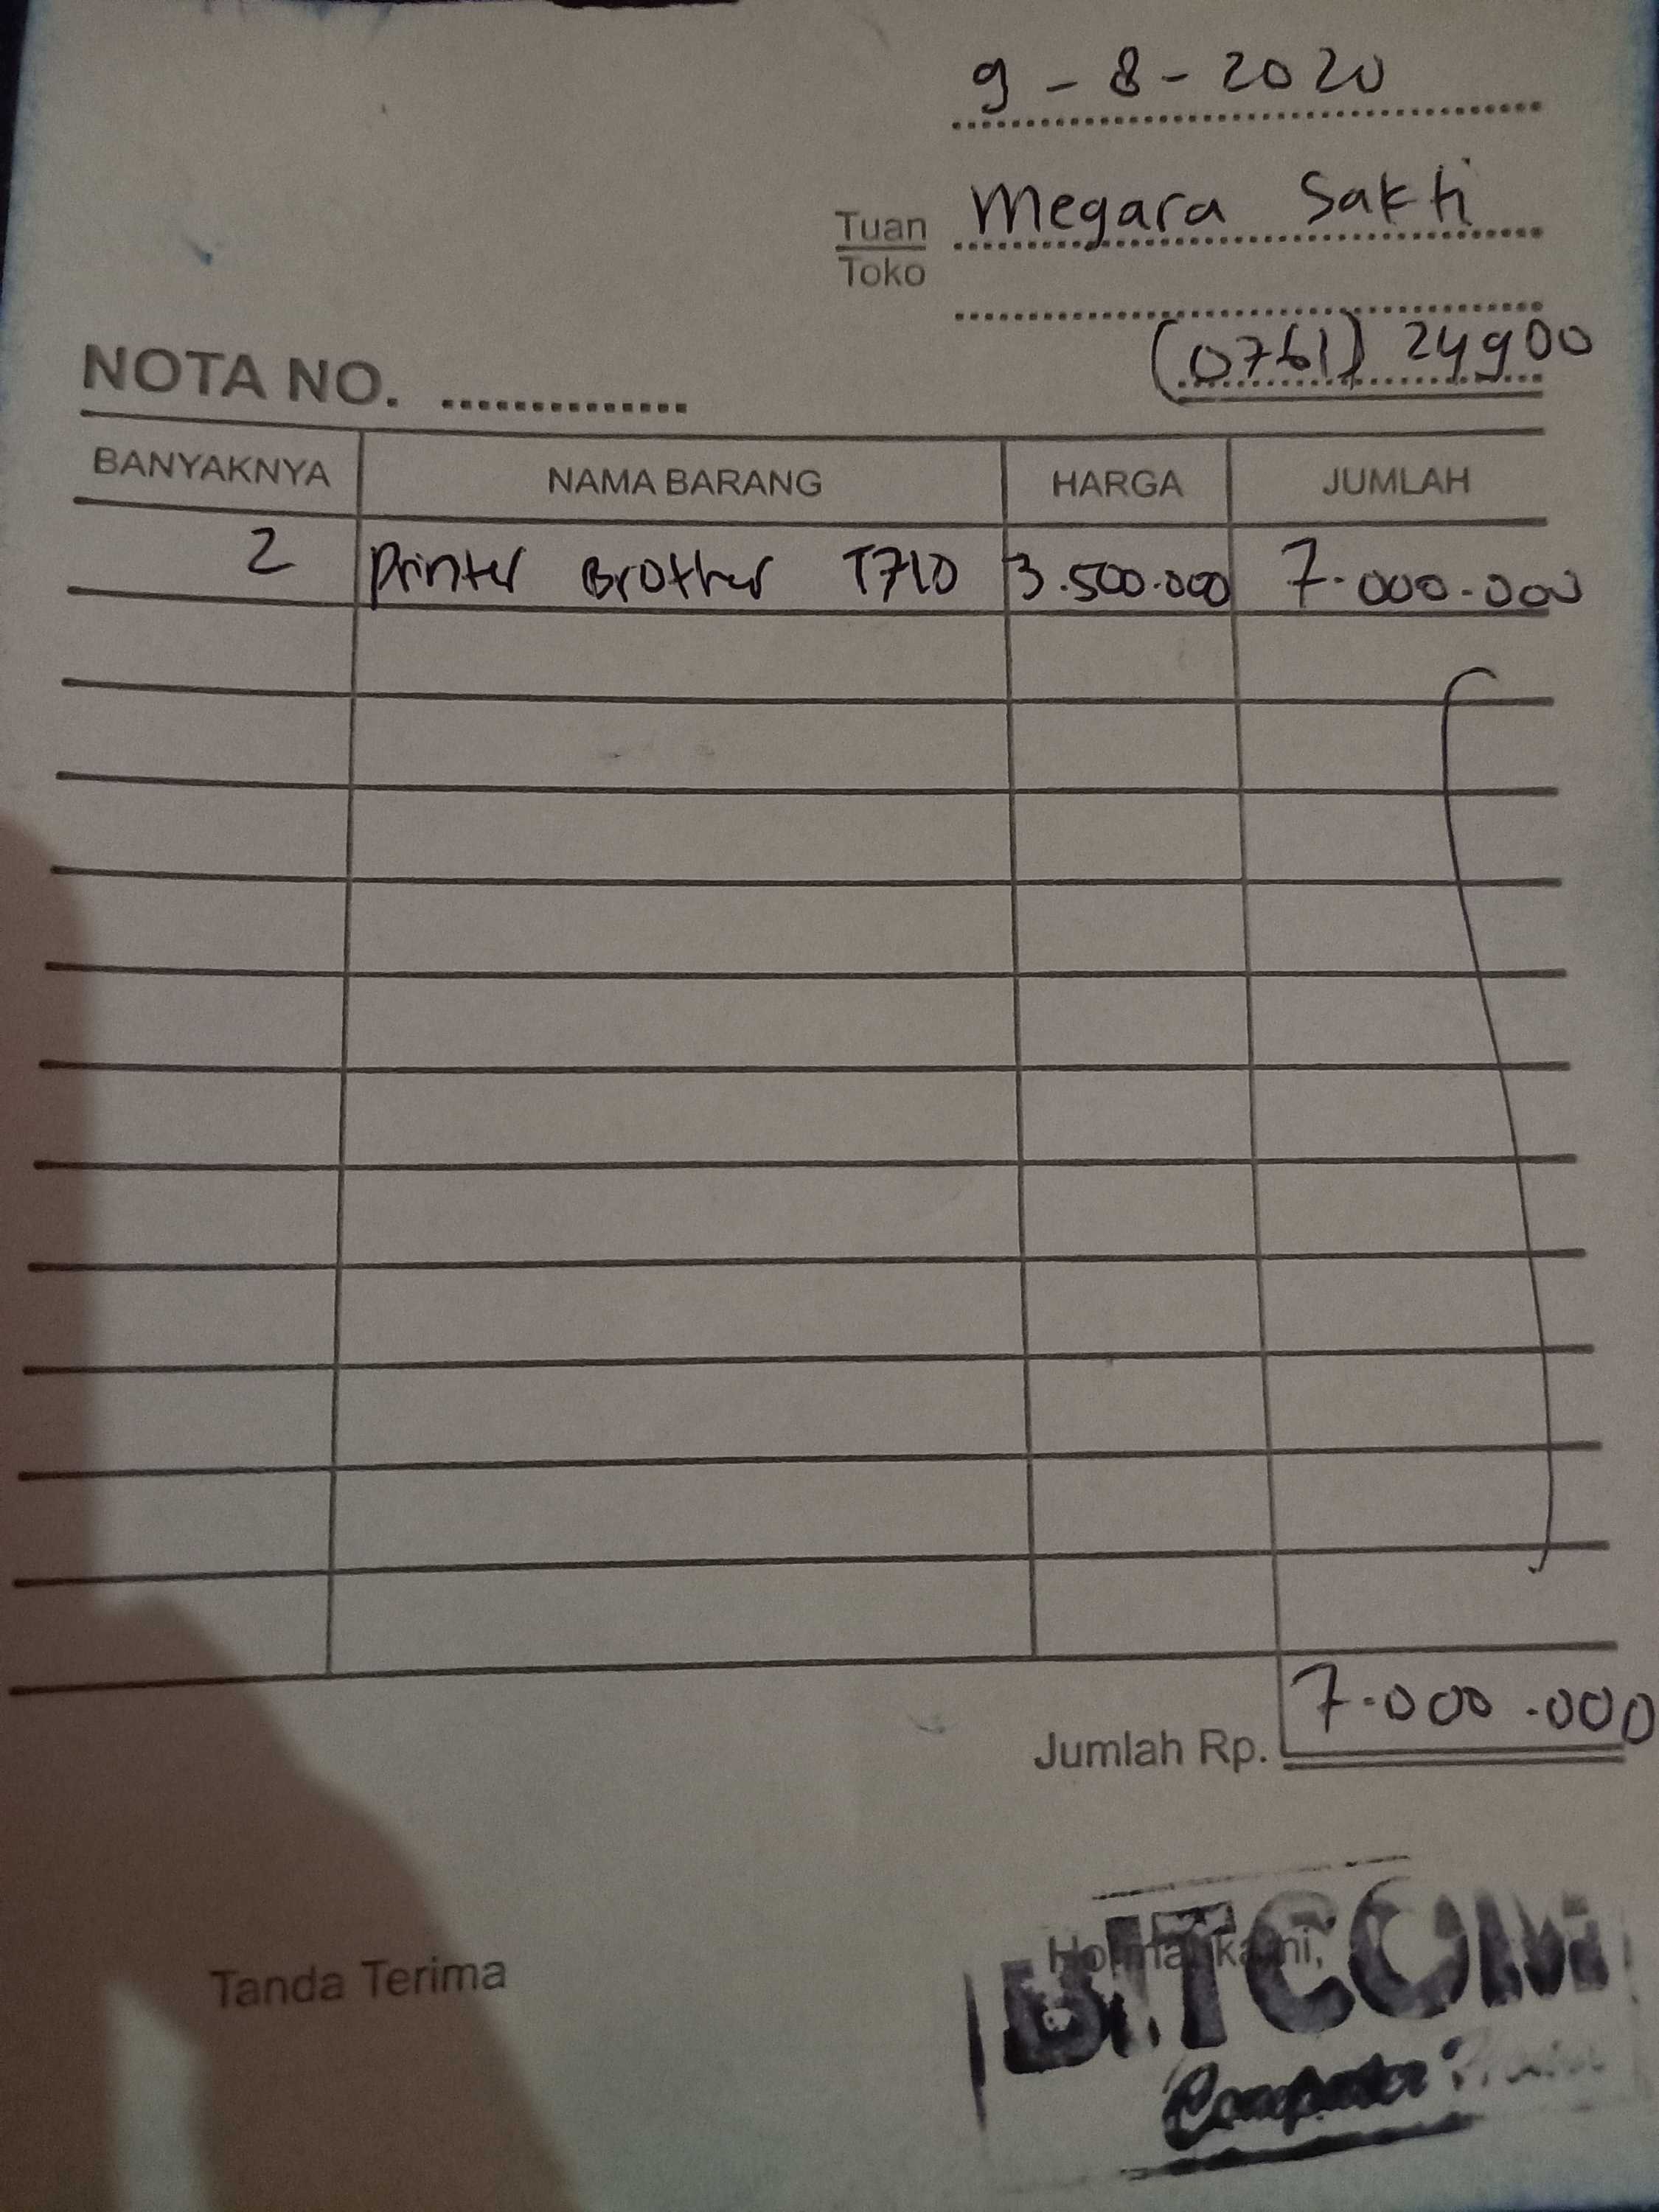 9 - 8 - 2020
Tuan Megara Sakti
Toko
(0761) 24900
NOTA NO. ..............
BANYAKNYA NAMA BARANG HARGA JUMLAH
2 Printer Brother T710 3.500.000 7.000.000
Jumlah Rp. 7.000.000
Tanda Terima Hormat kami,
BITCOM
Computer